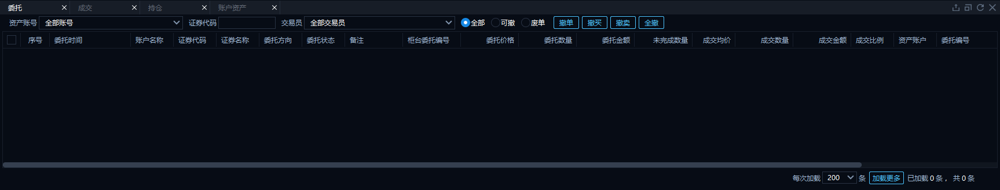 委托 成交 持仓 账户资产
资产账号 全部账号 证券代码 交易员 全部交易员 全部 可撤 废单 撤单 撤买 撤卖 全撤
序号 委托时间 账户名称 证券代码 证券名称 委托方向 委托状态 备注 柜台委托编号 委托价格 委托数量 委托金额 未完成数量 成交均价 成交数量 成交金额 成交比例 资产账户 委托编号
每次加载 200 条 加载更多 已加载 0 条， 共 0 条